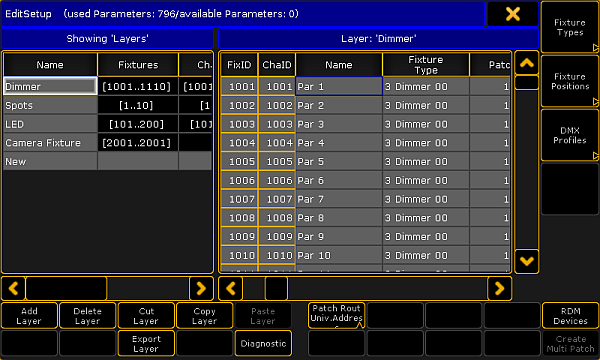 EditSetup (used Parameters: 796/available Parameters: 0)
Fixture
Types
Showing 'Layers'
Layer: 'Dimmer'
Name Fixtures Ch.
FixID ChaID Name Fixture Type Patc
Dimmer [1001..1110] [1001
Spots [1..10] [1
LED [101..200] [101
Camera Fixture [2001..2001]
New
1001 1001 Par 1 3 Dimmer 00 1
1002 1002 Par 2 3 Dimmer 00 1
1003 1003 Par 3 3 Dimmer 00 1
1004 1004 Par 4 3 Dimmer 00 1
1005 1005 Par 5 3 Dimmer 00 1
1006 1006 Par 6 3 Dimmer 00 1
1007 1007 Par 7 3 Dimmer 00 1
1008 1008 Par 8 3 Dimmer 00 1
1009 1009 Par 9 3 Dimmer 00 1
1010 1010 Par 10 3 Dimmer 00 1
Fixture
Positions
DMX
Profiles
Add
Layer
Delete
Layer
Cut
Layer
Copy
Layer
Paste
Layer
Patch Rout
Univ.Addres
RDM
Devices
Export
Layer
Diagnostic
Create
Multi Patch